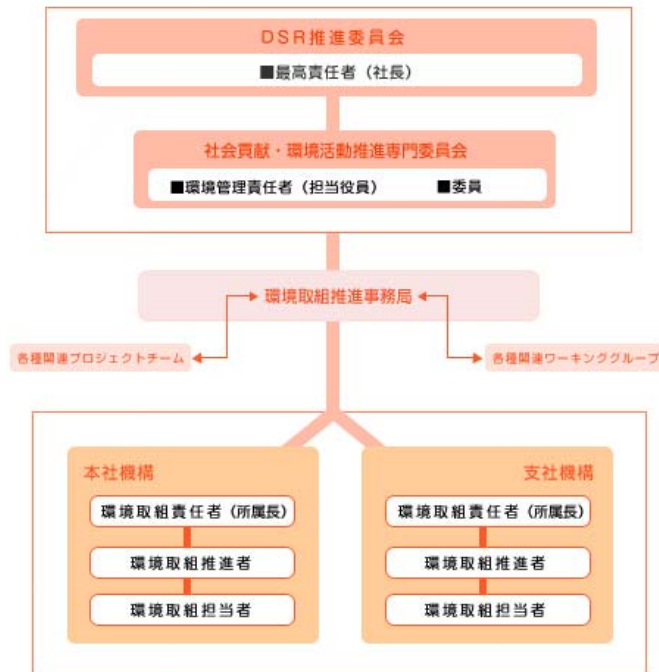 DSR推進委員会
■最高責任者（社長）
社会貢献・環境活動推進専門委員会
■環境管理責任者（担当役員） ■委員
環境取組推進事務局
各種関連プロジェクトチーム
各種関連ワーキンググループ
本社機構
環境取組責任者（所属長）
環境取組推進者
環境取組担当者
支社機構
環境取組責任者（所属長）
環境取組推進者
環境取組担当者